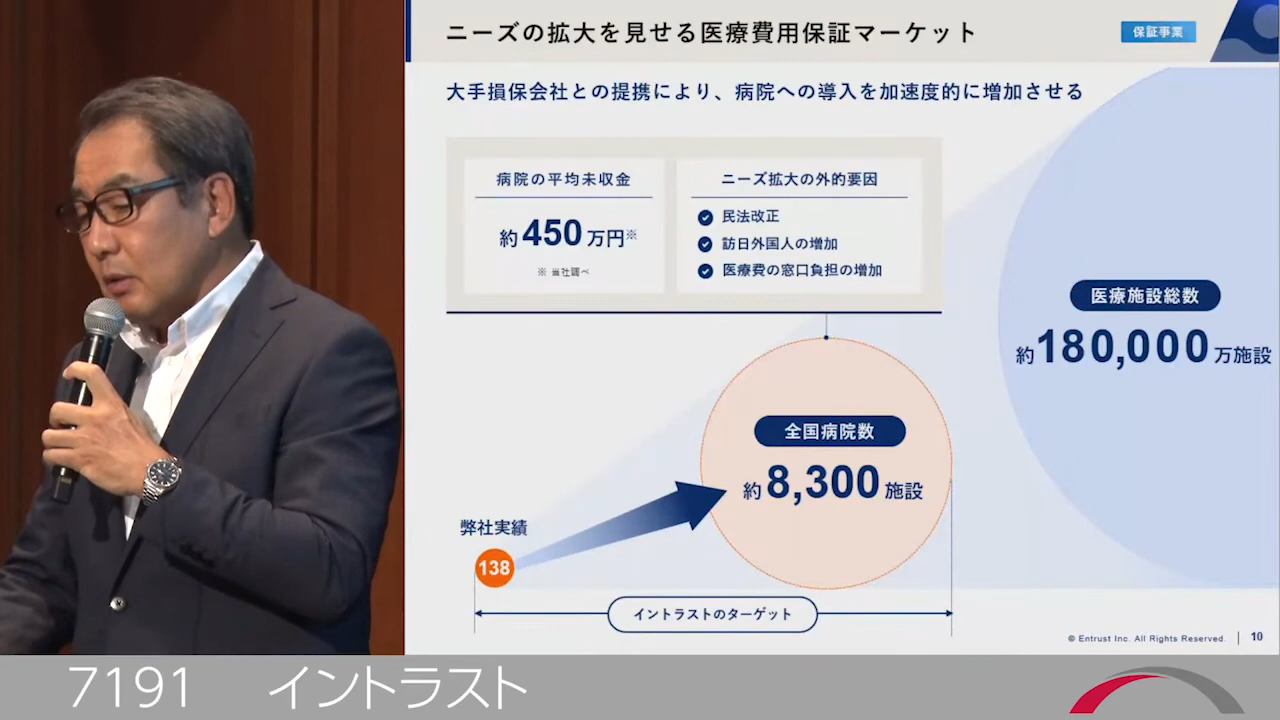 ニーズの拡大を見せる医療費用保証マーケット
保証事業
大手損保会社との提携により、病院への導入を加速度的に増加させる
病院の平均未収金
約450万円※
※ 当社調べ
ニーズ拡大の外的要因
民法改正
訪日外国人の増加
医療費の窓口負担の増加
医療施設総数
約180,000万施設
全国病院数
約8,300施設
弊社実績
138
イントラストのターゲット
© Entrust Inc. All Rights Reserved.
10
7191 イントラスト